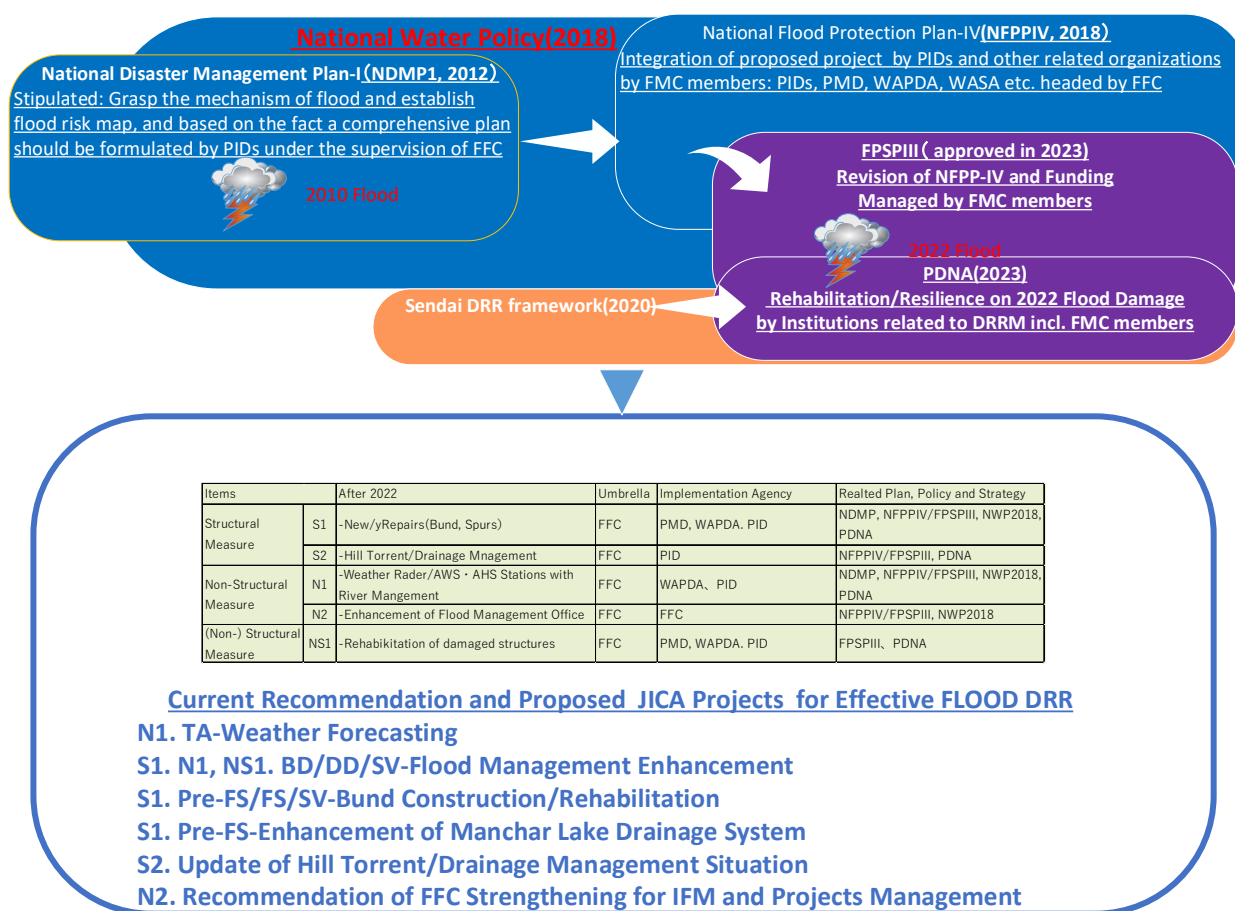 National Water Policy(2018)
National Disaster Management Plan-I(NDMP1, 2012)
Stipulated: Grasp the mechanism of flood and establish
flood risk map, and based on the fact a comprehensive plan
should be formulated by PIDs under the supervision of FFC
2010 Flood
National Flood Protection Plan-IV(NFPPIV, 2018)
Integration of proposed project by PIDs and other related organizations
by FMC members: PIDs, PMD, WAPDA, WASA etc. headed by FFC
FPSPIII( approved in 2023)
Revision of NFPP-IV and Funding
Managed by FMC members
2022 Flood
PDNA(2023)
Rehabilitation/Resilience on 2022 Flood Damage
by Institutions related to DRRM incl. FMC members
Sendai DRR framework(2020)
Items After 2022 Umbrella Implementation Agency Realted Plan, Policy and Strategy
Structural Measure S1 -New/yRepairs(Bund, Spurs) FFC PMD, WAPDA. PID NDMP, NFPPIV/FPSPIII, NWP2018, PDNA
S2 -Hill Torrent/Drainage Mnagement FFC PID NFPPIV/FPSPIII, PDNA
Non-Structural Measure N1 -Weather Rader/AWS・AHS Stations with River Mangement FFC WAPDA、PID NDMP, NFPPIV/FPSPIII, NWP2018, PDNA
N2 -Enhancement of Flood Management Office FFC FFC NFPPIV/FPSPIII, NWP2018
(Non-) Structural Measure NS1 -Rehabikitation of damaged structures FFC PMD, WAPDA. PID FPSPIII、PDNA
Current Recommendation and Proposed JICA Projects for Effective FLOOD DRR
N1. TA-Weather Forecasting
S1. N1, NS1. BD/DD/SV-Flood Management Enhancement
S1. Pre-FS/FS/SV-Bund Construction/Rehabilitation
S1. Pre-FS-Enhancement of Manchar Lake Drainage System
S2. Update of Hill Torrent/Drainage Management Situation
N2. Recommendation of FFC Strengthening for IFM and Projects Management